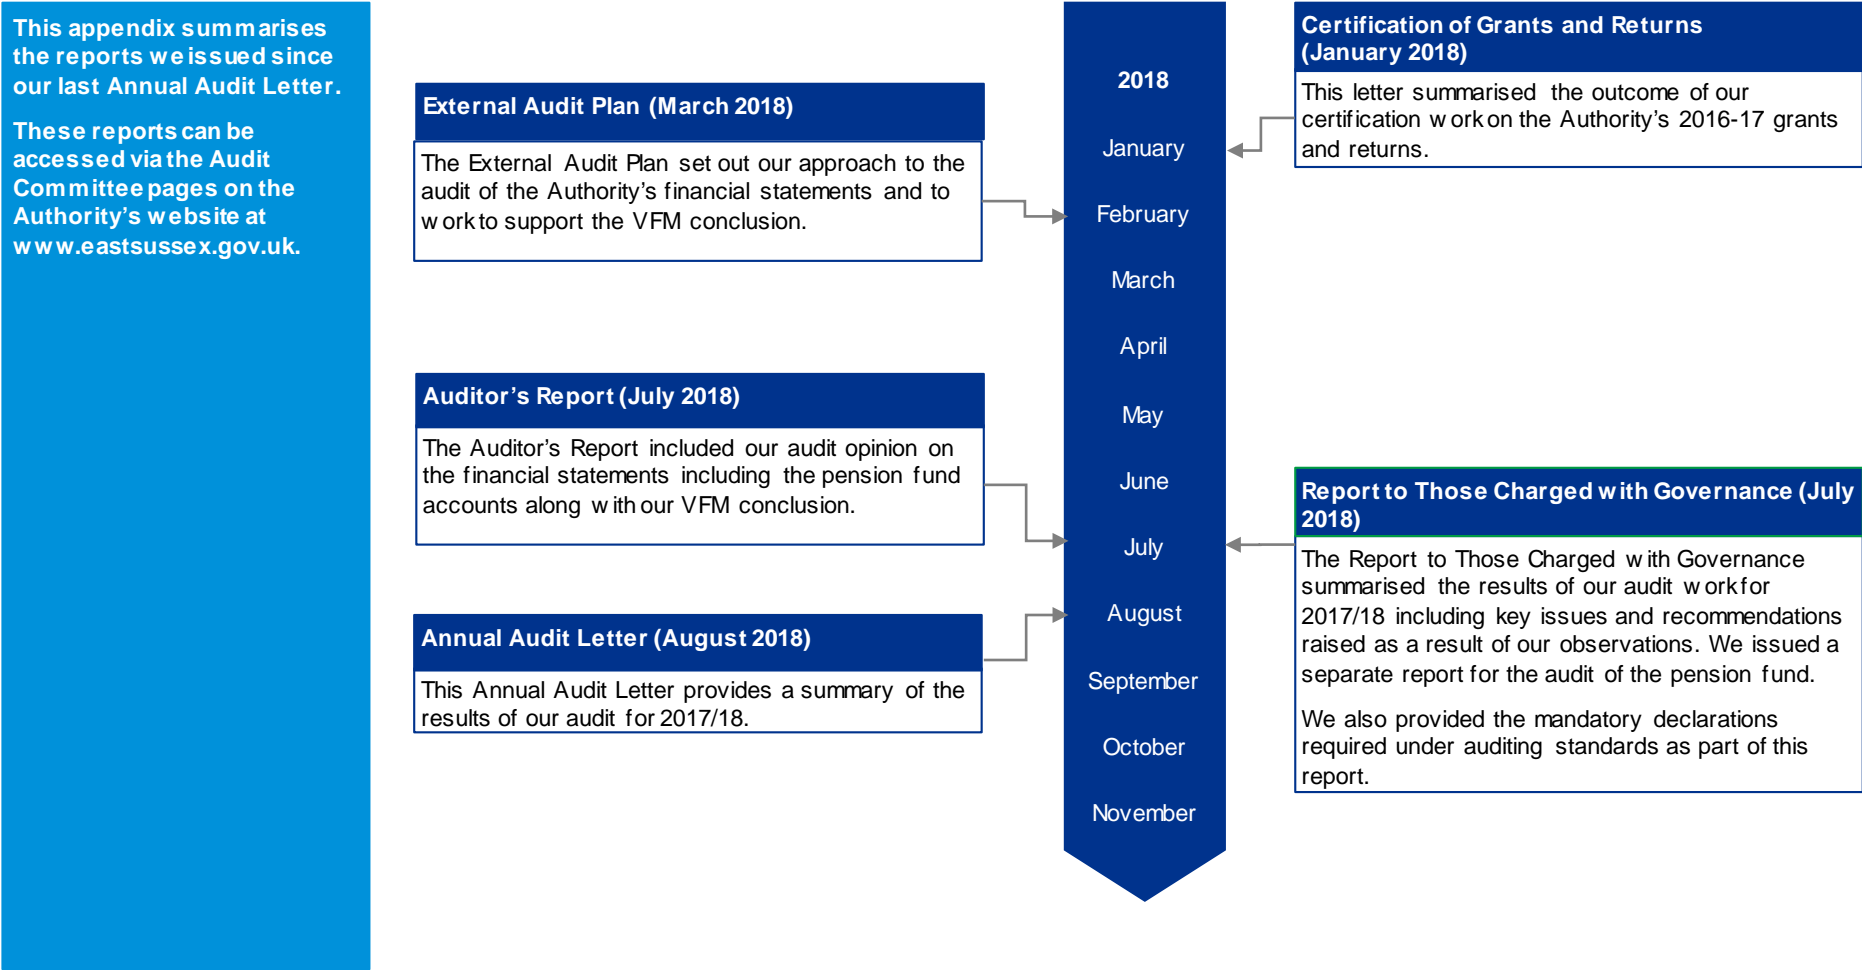 This appendix summarises
the reports we issued since
our last Annual Audit Letter.
These reports can be
accessed via the Audit
Committee pages on the
Authority’s website at
www.eastsussex.gov.uk.
External Audit Plan (March 2018)
The External Audit Plan set out our approach to the
audit of the Authority’s financial statements and to
work to support the VFM conclusion.
Auditor’s Report (July 2018)
The Auditor’s Report included our audit opinion on
the financial statements including the pension fund
accounts along with our VFM conclusion.
Annual Audit Letter (August 2018)
This Annual Audit Letter provides a summary of the
results of our audit for 2017/18.
2018
January
February
March
April
May
June
July
August
September
October
November
Certification of Grants and Returns
(January 2018)
This letter summarised the outcome of our
certification work on the Authority’s 2016-17 grants
and returns.
Report to Those Charged with Governance (July
2018)
The Report to Those Charged with Governance
summarised the results of our audit work for
2017/18 including key issues and recommendations
raised as a result of our observations. We issued a
separate report for the audit of the pension fund.
We also provided the mandatory declarations
required under auditing standards as part of this
report.